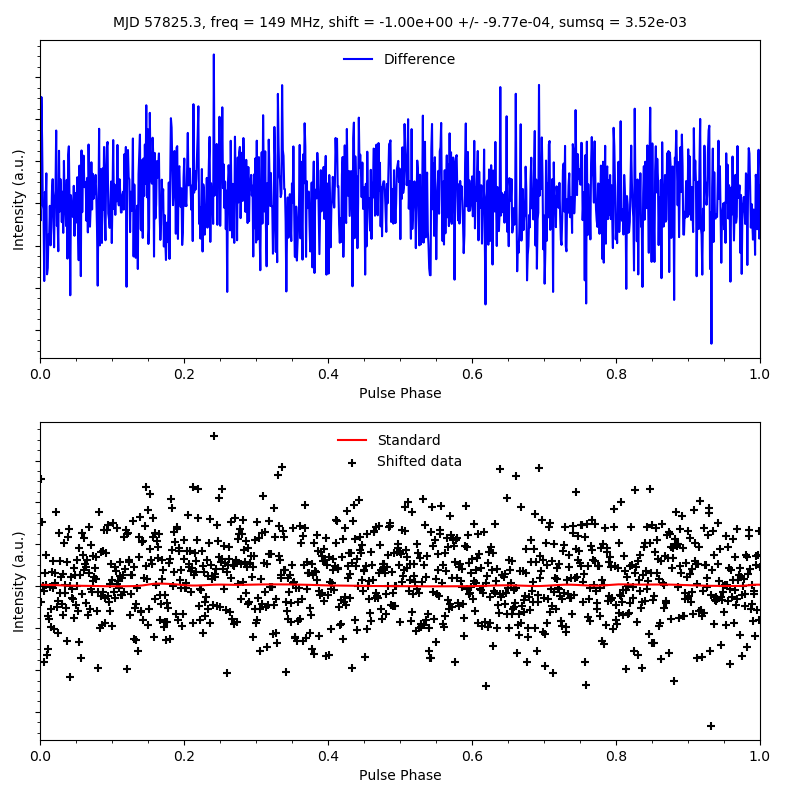 MJD 57825.3, freq = 149 MHz, shift = -1.00e+00 +/- -9.77e-04, sumsq = 3.52e-03
Difference
Intensity (a.u.)
0.0 0.2 0.4 0.6 0.8 1.0
Pulse Phase
Standard
Shifted data
Intensity (a.u.)
0.0 0.2 0.4 0.6 0.8 1.0
Pulse Phase